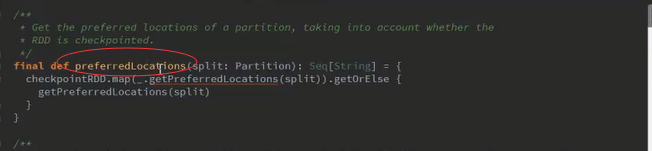 /**
* Get the preferred locations of a partition, taking into account whether the
* RDD is checkpointed.
*/
final def preferredLocations(split: Partition): Seq[String] = {
checkpointRDD.map(_.getPreferredLocations(split)).getOrElse {
getPreferredLocations(split)
}
}
/**